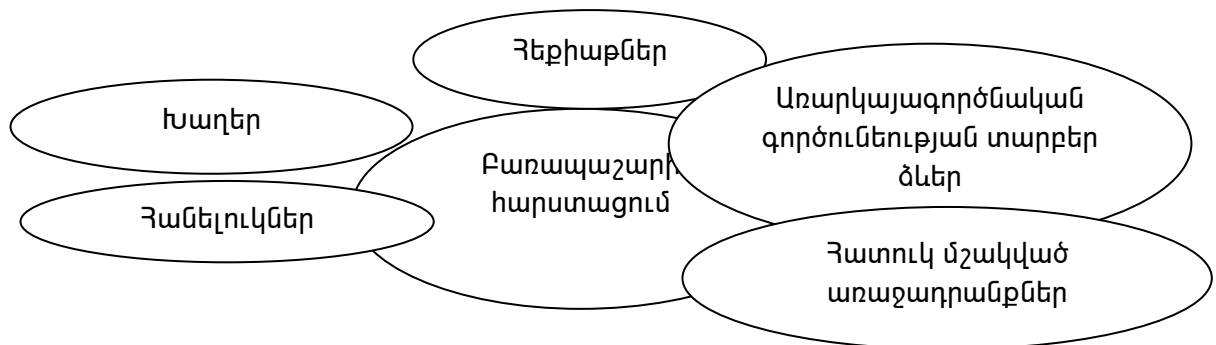 Հեքիաթներ
Խաղեր
Հանելուկներ
Բառապաշարի
հարստացում
Առարկայագործնական
գործունեության տարբեր
ձևեր
Հատուկ մշակված
առաջադրանքներ